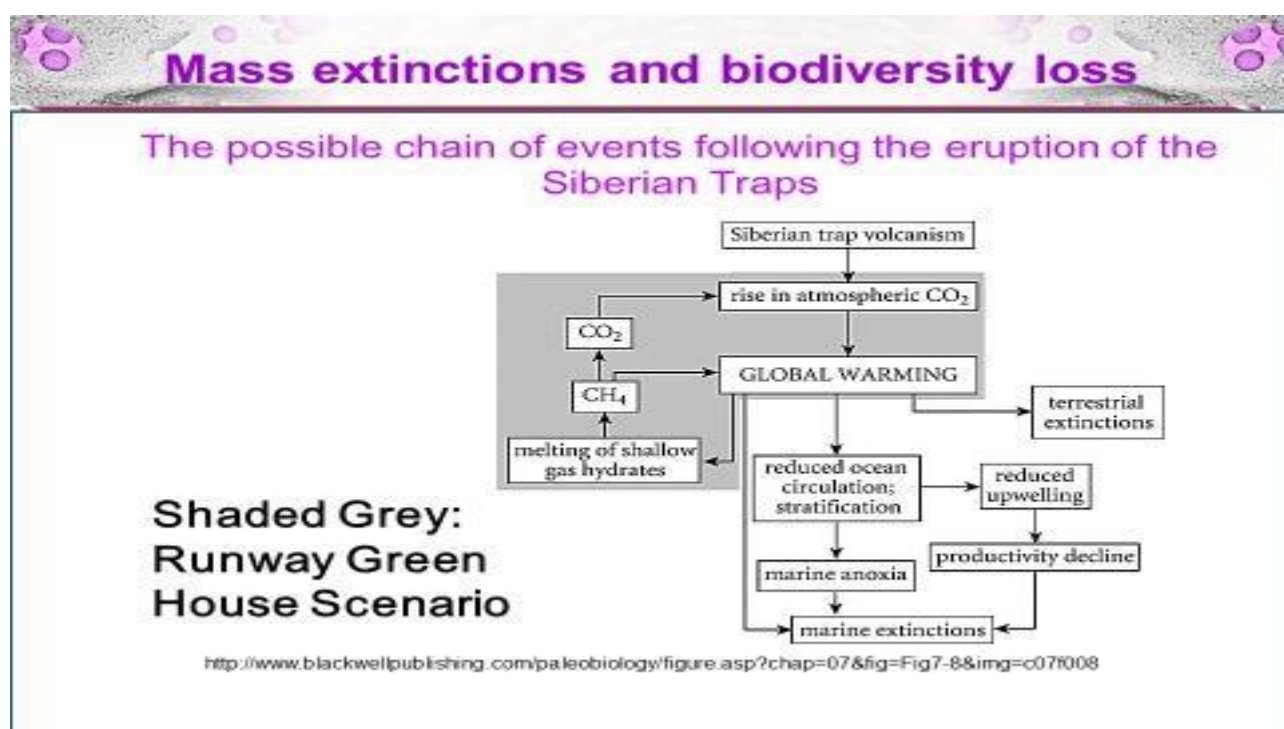 Mass extinctions and biodiversity loss
The possible chain of events following the eruption of the
Siberian Traps
Siberian trap volcanism
rise in atmospheric CO₂
CO₂
GLOBAL WARMING
CH₄
terrestrial
extinctions
melting of shallow
gas hydrates
reduced ocean
circulation;
stratification
reduced
upwelling
productivity decline
marine anoxia
marine extinctions
Shaded Grey:
Runway Green
House Scenario
http://www.blackwellpublishing.com/paleobiology/figure.asp?chap=07&fig=Fig7-8&img=c07f008